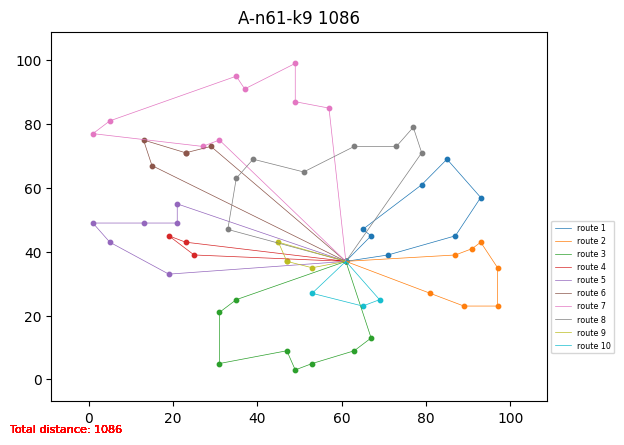 A-n61-k9 1086
100
80
60
40
20
0
0 20 40 60 80 100
route 1
route 2
route 3
route 4
route 5
route 6
route 7
route 8
route 9
route 10
Total distance: 1086